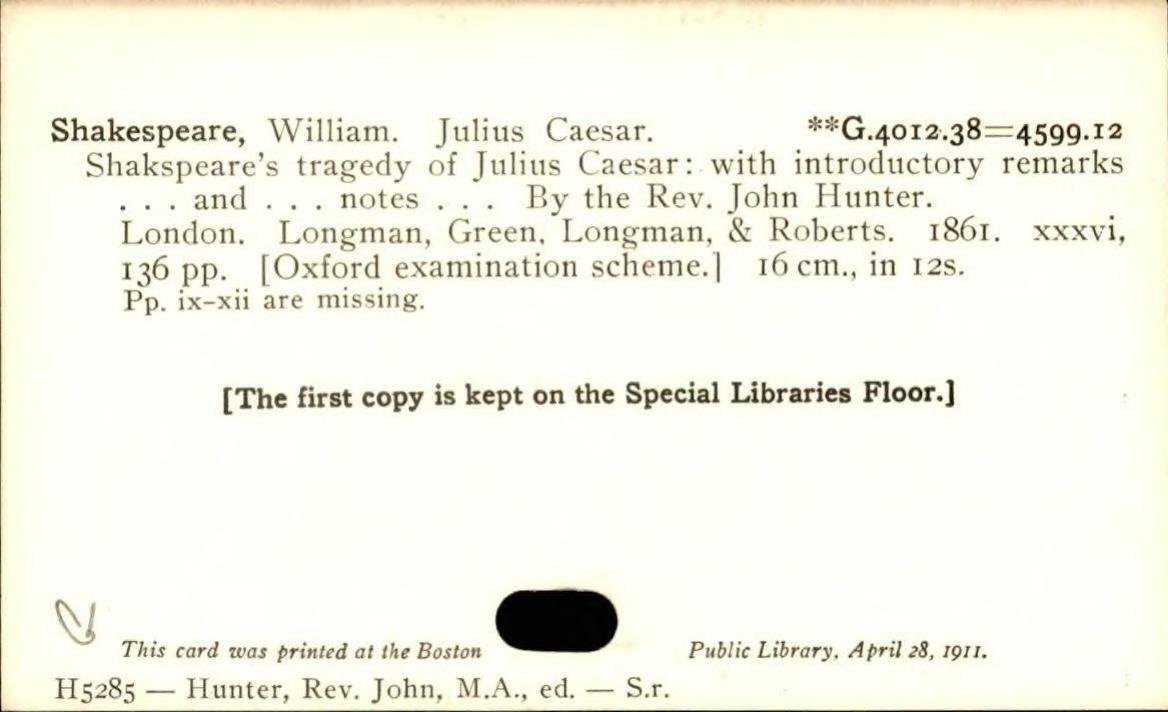 Shakespeare, William. Julius Caesar. **G.4012.38=4599.12
Shakspeare's tragedy of Julius Caesar: with introductory remarks
. . . and . . . notes . . . By the Rev. John Hunter.
London. Longman, Green, Longman, & Roberts. 1861. xxxvi,
136 pp. [Oxford examination scheme.] 16 cm., in 12s.
Pp. ix-xii are missing.
[The first copy is kept on the Special Libraries Floor.]
This card was printed at the Boston Public Library, April 28, 1911.
H5285 — Hunter, Rev. John, M.A., ed. — S.r.